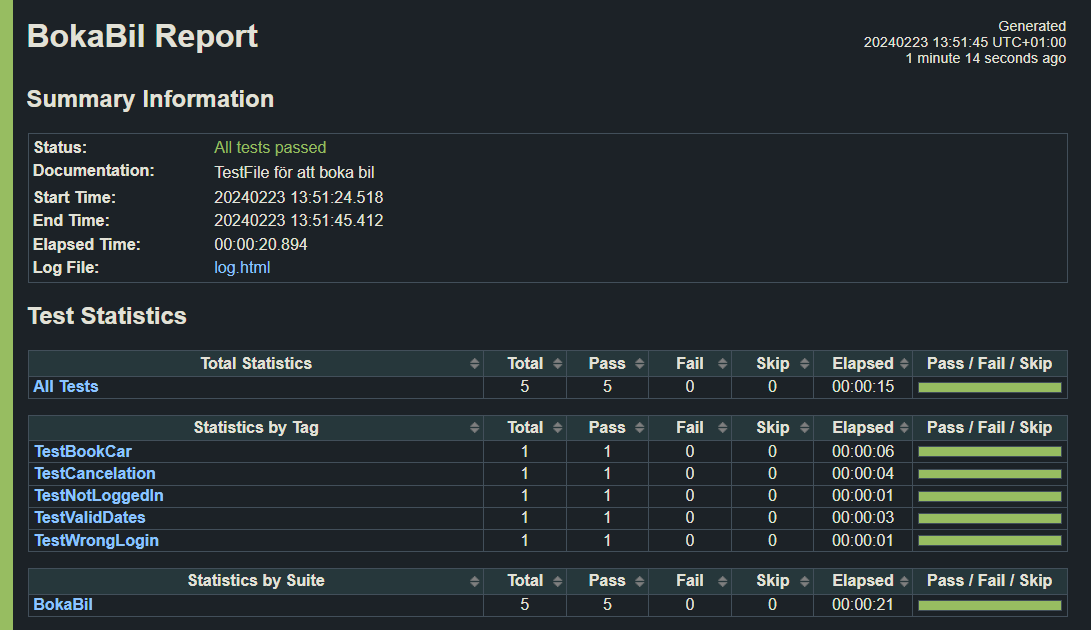 BokaBil Report
Generated
20240223 13:51:45 UTC+01:00
1 minute 14 seconds ago
Summary Information
Status: All tests passed
Documentation: TestFile för att boka bil
Start Time: 20240223 13:51:24.518
End Time: 20240223 13:51:45.412
Elapsed Time: 00:00:20.894
Log File: log.html
Test Statistics
Total Statistics Total Pass Fail Skip Elapsed Pass / Fail / Skip
All Tests 5 5 0 0 00:00:15
Statistics by Tag Total Pass Fail Skip Elapsed Pass / Fail / Skip
TestBookCar 1 1 0 0 00:00:06
TestCancelation 1 1 0 0 00:00:04
TestNotLoggedIn 1 1 0 0 00:00:01
TestValidDates 1 1 0 0 00:00:03
TestWrongLogin 1 1 0 0 00:00:01
Statistics by Suite Total Pass Fail Skip Elapsed Pass / Fail / Skip
BokaBil 5 5 0 0 00:00:21